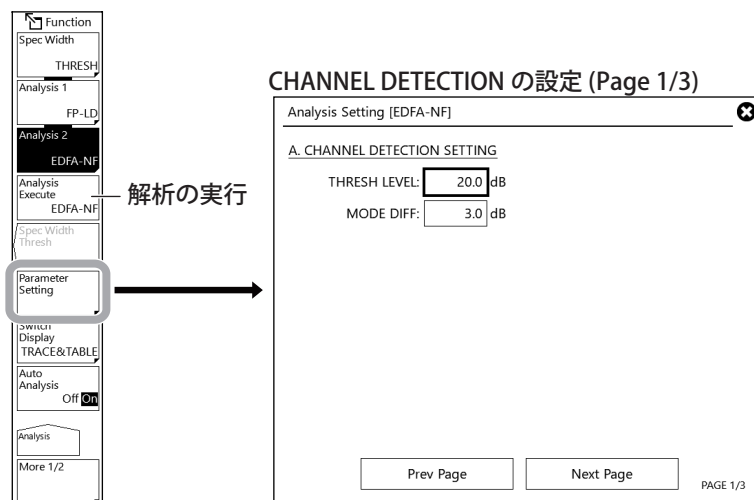 Function
Spec Width
THRESH
Analysis 1
FP-LD
Analysis 2
EDFA-NF
Analysis
Execute
EDFA-NF
解析の実行
Spec Width
Thresh
Parameter
Setting
Switch
Display
TRACE&TABLE
Auto
Analysis
Off On
Analysis
More 1/2
CHANNEL DETECTION の設定 (Page 1/3)
Analysis Setting [EDFA-NF]
A. CHANNEL DETECTION SETTING
THRESH LEVEL: 20.0 dB
MODE DIFF: 3.0 dB
Prev Page Next Page PAGE 1/3